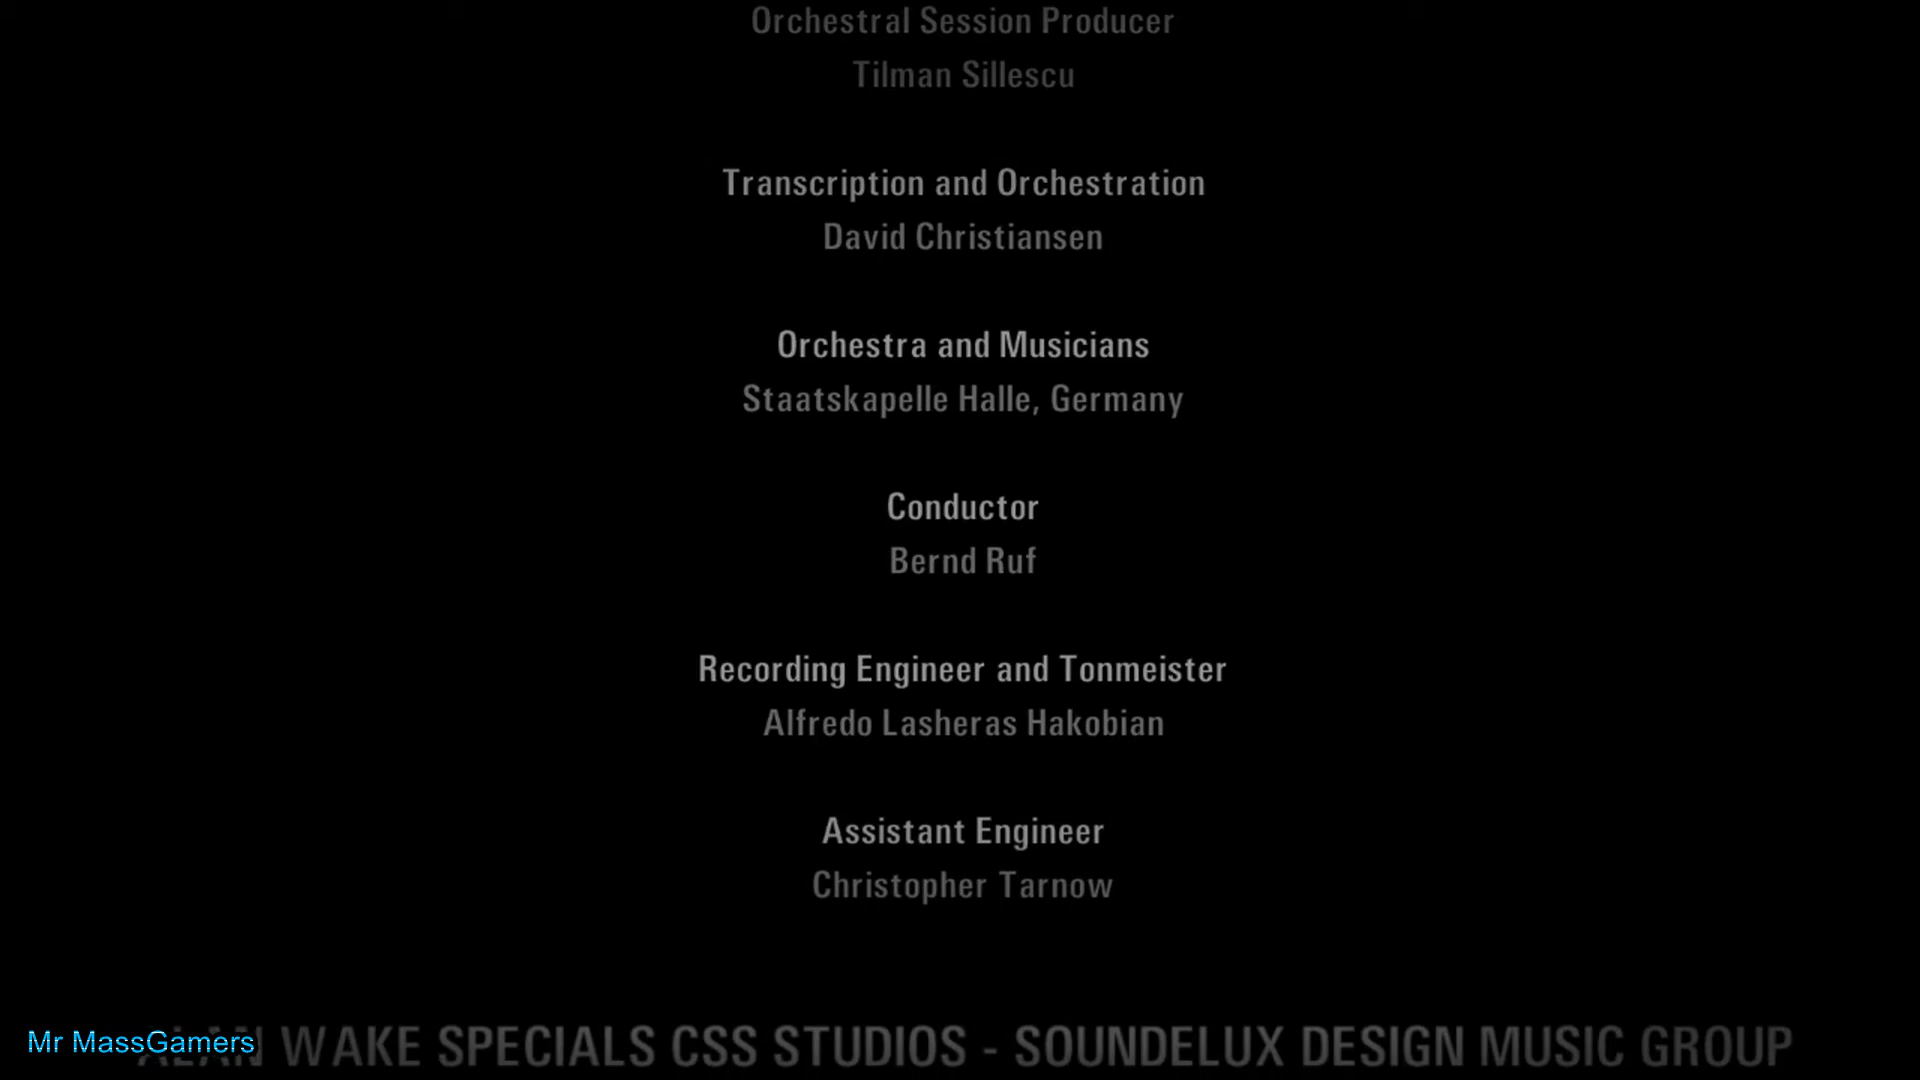 Orchestral Session Producer
Tilman Sillescu
Transcription and Orchestration
David Christiansen
Orchestra and Musicians
Staatskapelle Halle, Germany
Conductor
Bernd Ruf
Recording Engineer and Tonmeister
Alfredo Lasheras Hakobian
Assistant Engineer
Christopher Tarnow
ALAN WAKE SPECIALS CSS STUDIOS - SOUNDELUX DESIGN MUSIC GROUP
Mr MassGamers